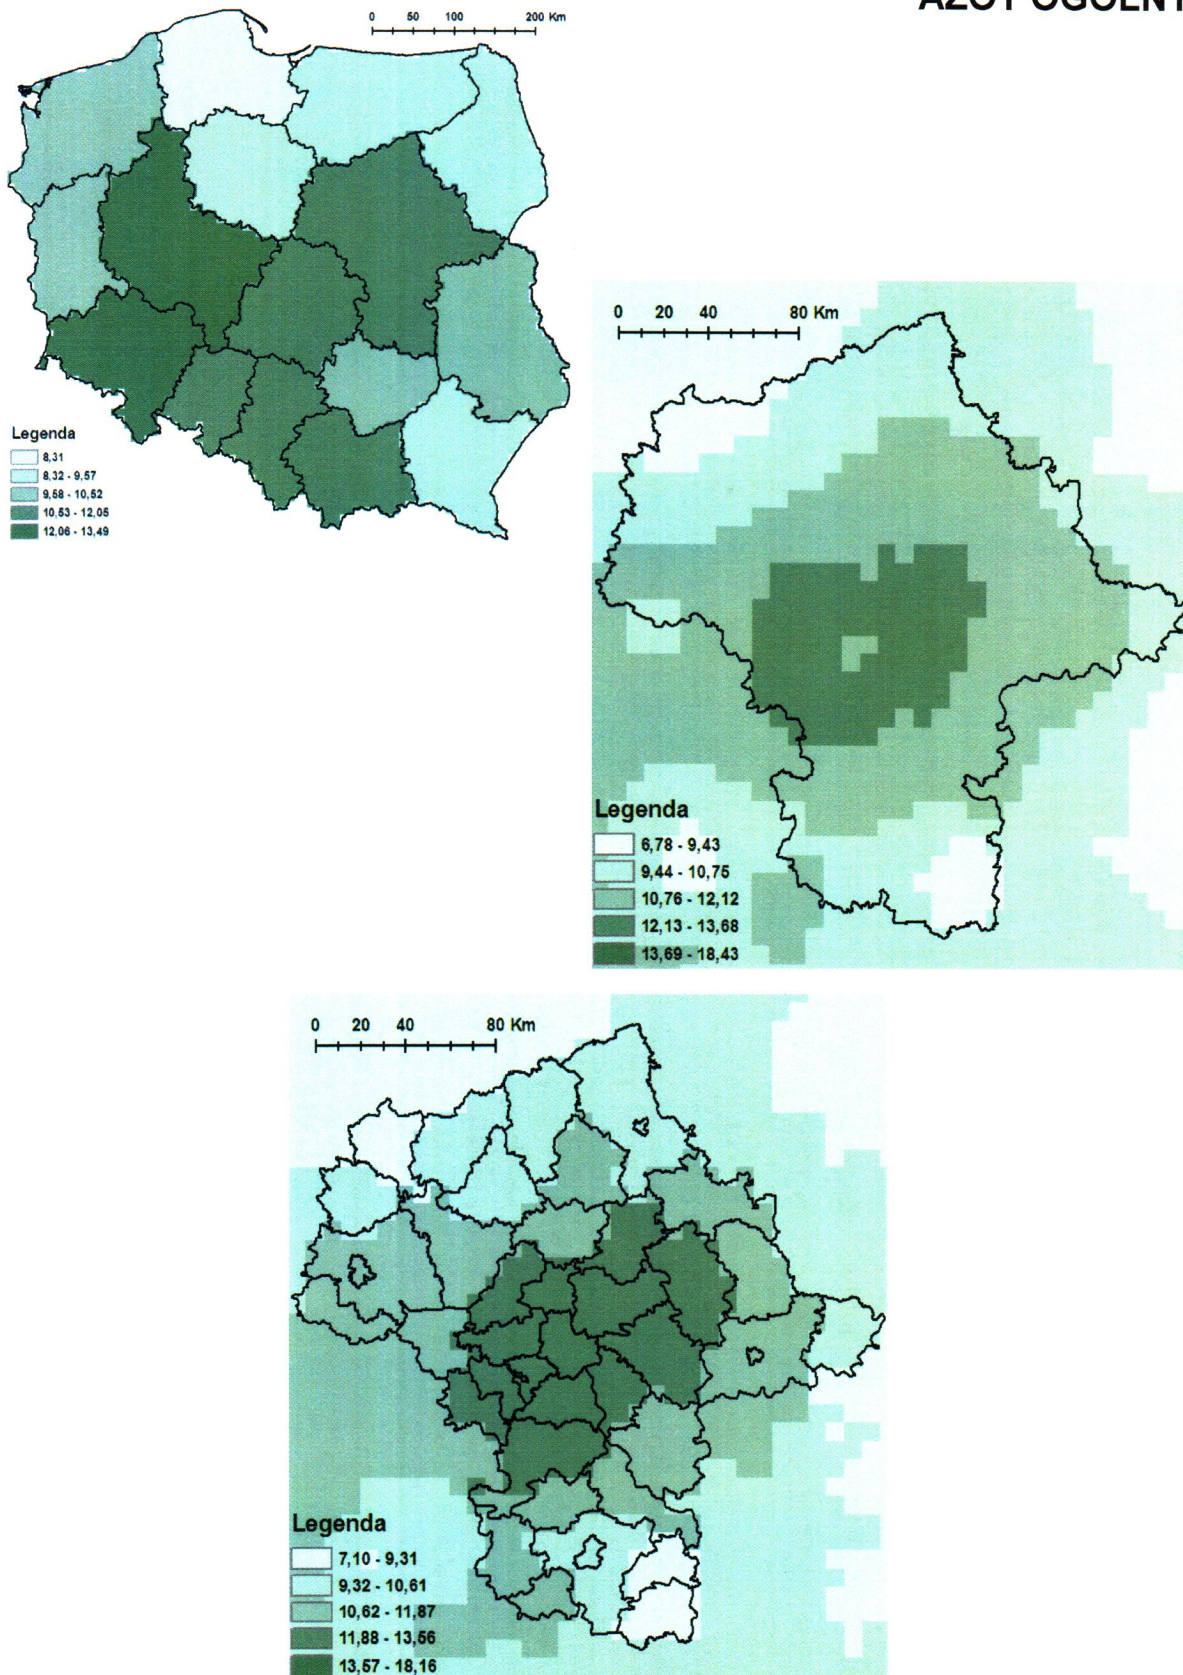 AZOT OGÓLNY
0 50 100 200 Km
Legenda
8,31
8,32 - 9,57
9,58 - 10,52
10,53 - 12,05
12,06 - 13,49
0 20 40 80 Km
Legenda
6,78 - 9,43
9,44 - 10,75
10,76 - 12,12
12,13 - 13,68
13,69 - 18,43
0 20 40 80 Km
Legenda
7,10 - 9,31
9,32 - 10,61
10,62 - 11,87
11,88 - 13,56
13,57 - 18,16